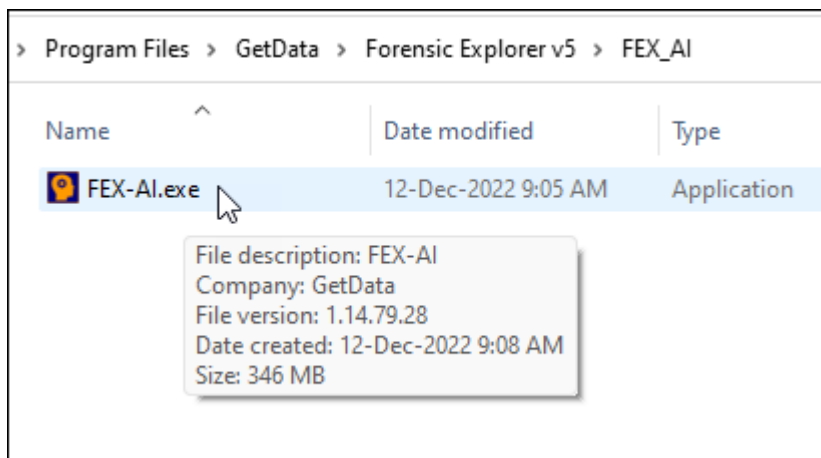 > Program Files > GetData > Forensic Explorer v5 > FEX_AI
Name Date modified Type
FEX-AI.exe 12-Dec-2022 9:05 AM Application
File description: FEX-AI
Company: GetData
File version: 1.14.79.28
Date created: 12-Dec-2022 9:08 AM
Size: 346 MB